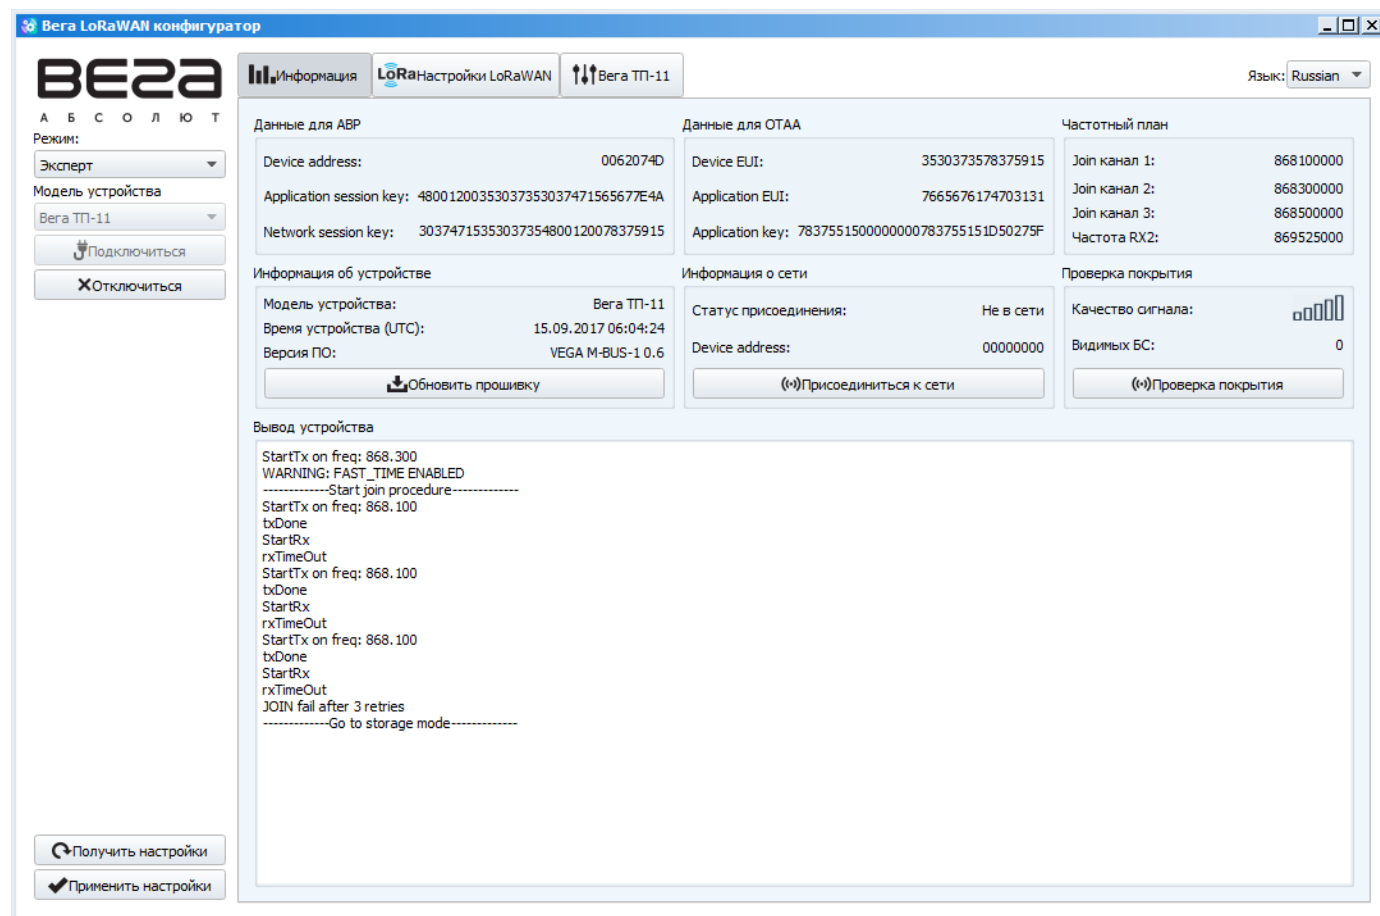 Вега LoRaWAN конфигуратор
ВЕГА
АБСОЛЮТ
Режим:
Эксперт
Модель устройства
Вега ТП-11
Подключиться
Отключиться
Информация
LoRa Настройки LoRaWAN
Вега ТП-11
Язык: Russian
Данные для ABP
Device address: 0062074D
Application session key: 48001200353037353037471565677E4A
Network session key: 30374715353037354800120078375915
Данные для OTAA
Device EUI: 3530373578375915
Application EUI: 7665676174703131
Application key: 7837551500000000783755151D50275F
Частотный план
Join канал 1: 868100000
Join канал 2: 868300000
Join канал 3: 868500000
Частота RX2: 869525000
Информация об устройстве
Модель устройства: Вега ТП-11
Время устройства (UTC): 15.09.2017 06:04:24
Версия ПО: VEGA M-BUS-1 0.6
Обновить прошивку
Информация о сети
Статус присоединения: Не в сети
Device address: 00000000
Присоединиться к сети
Проверка покрытия
Качество сигнала:
Видимых БС: 0
Проверка покрытия
Вывод устройства
StartTx on freq: 868.300
WARNING: FAST_TIME ENABLED
-------------Start join procedure-------------
StartTx on freq: 868.100
txDone
StartRx
rxTimeOut
StartTx on freq: 868.100
txDone
StartRx
rxTimeOut
StartTx on freq: 868.100
txDone
StartRx
rxTimeOut
JOIN fail after 3 retries
-------------Go to storage mode-------------
Получить настройки
Применить настройки